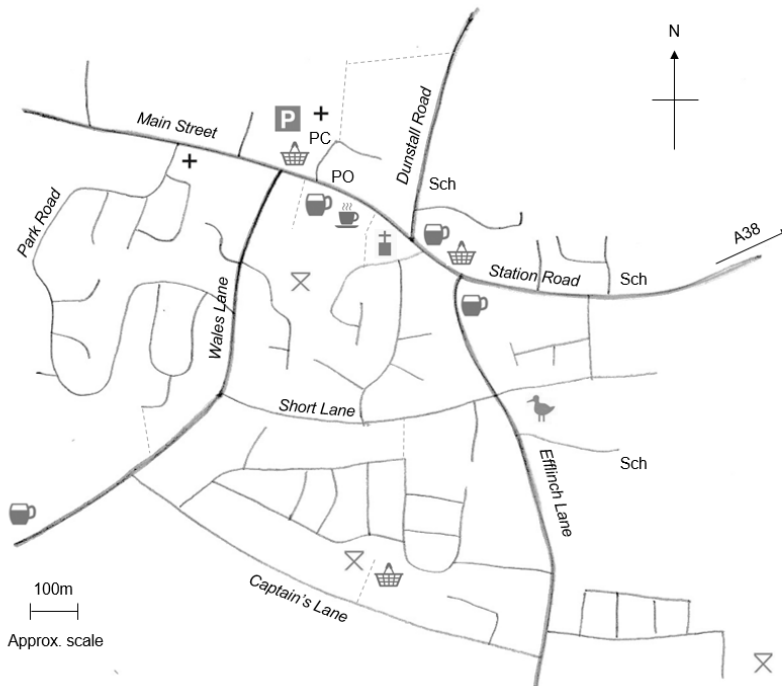 N
Main Street
P
PC
Dunstall Road
PO
Sch
Park Road
A38
Station Road
Sch
Wales Lane
Short Lane
Sch
Efflinch Lane
100m
Captain's Lane
Approx. scale